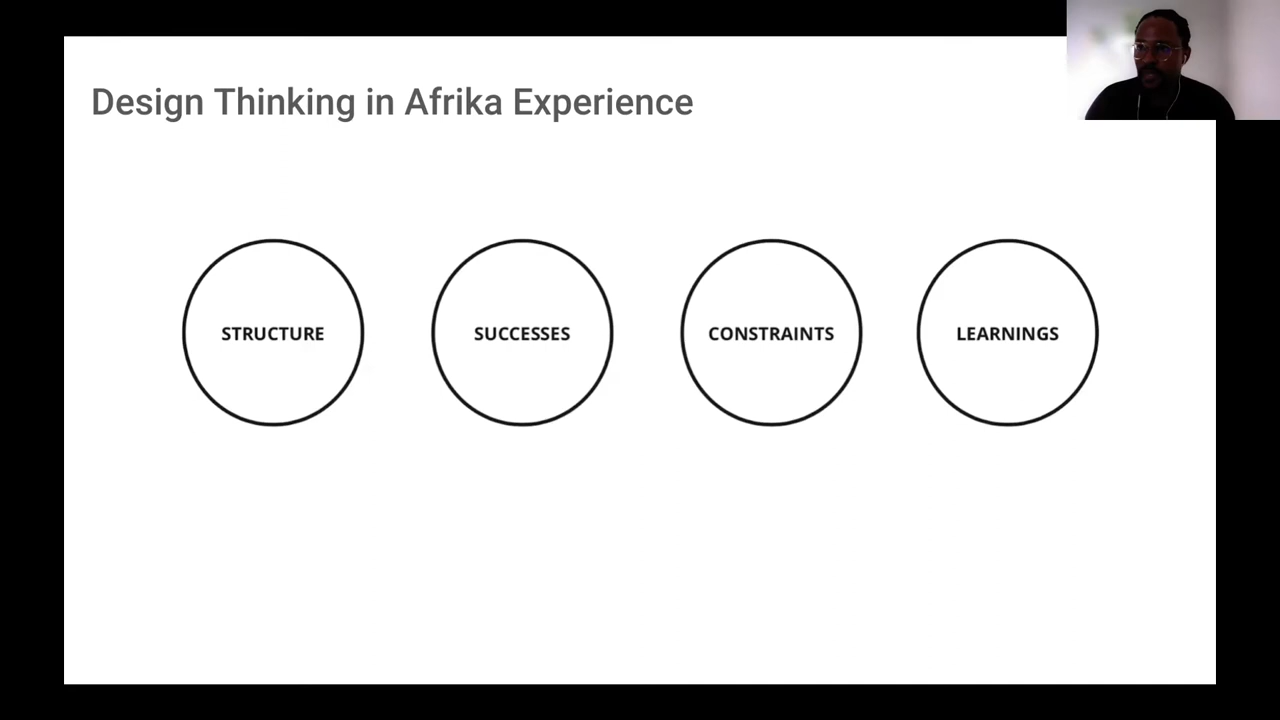 Design Thinking in Afrika Experience
STRUCTURE
SUCCESSES
CONSTRAINTS
LEARNINGS